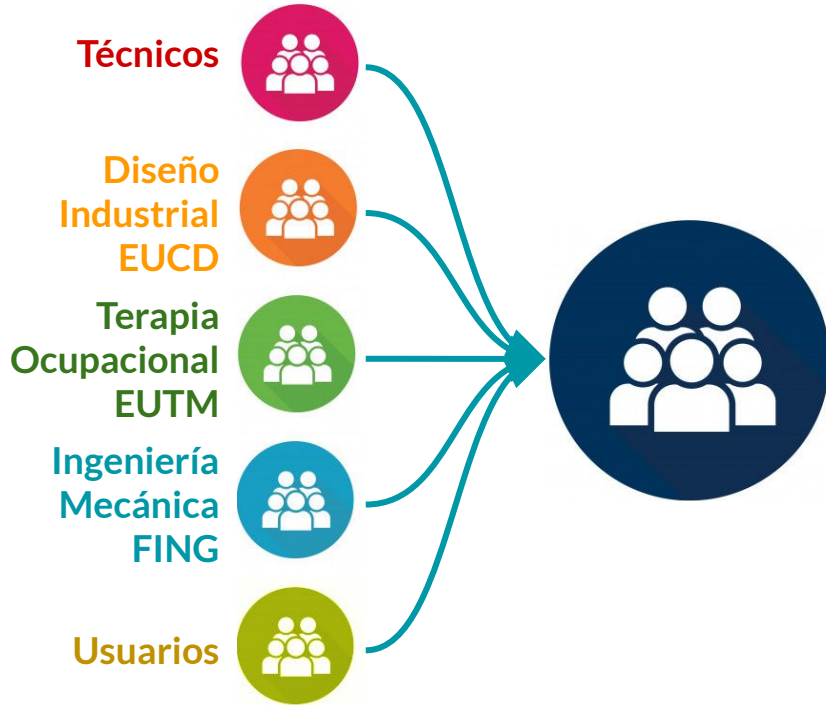 Técnicos
Diseño
Industrial
EUCD
Terapia
Ocupacional
EUTM
Ingeniería
Mecánica
FING
Usuarios